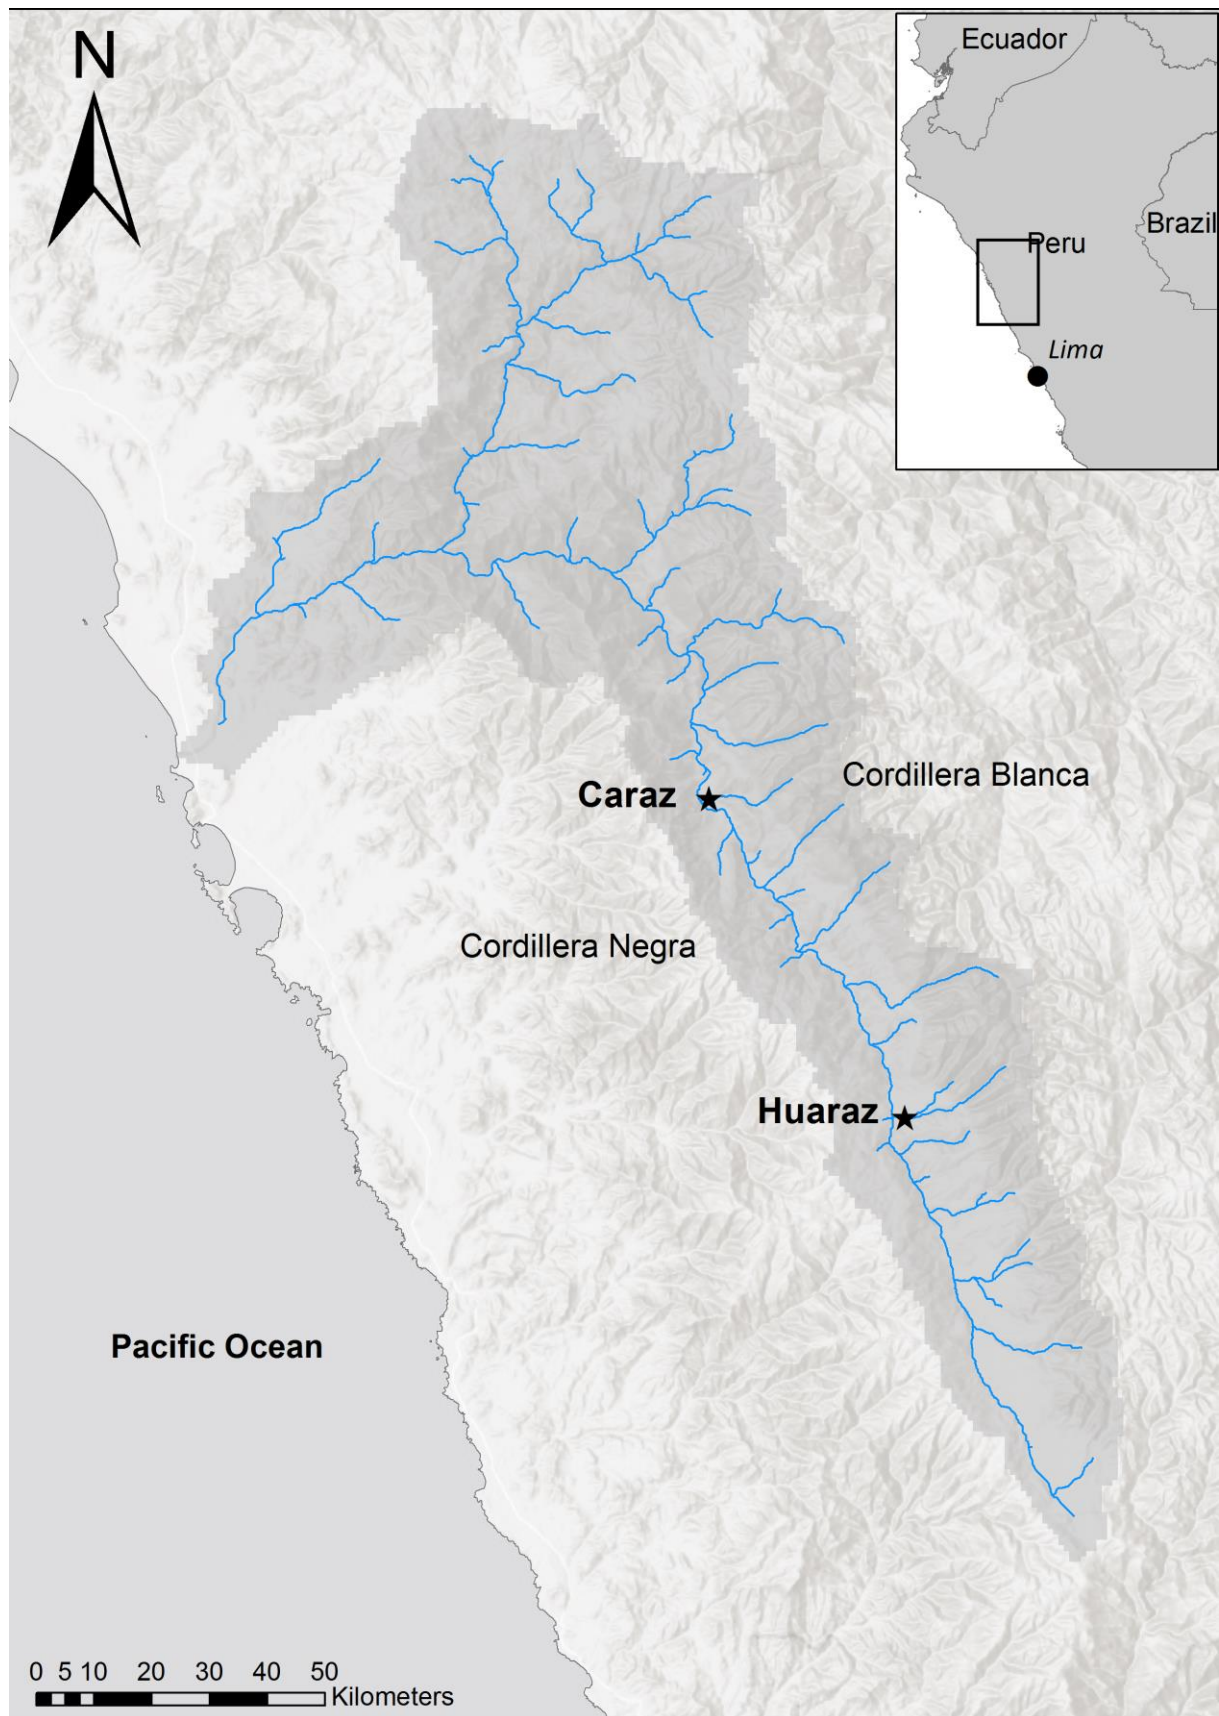 N
Ecuador
Brazil
Peru
Lima
Cordillera Blanca
Caraz
Cordillera Negra
Huaraz
Pacific Ocean
0 5 10 20 30 40 50
Kilometers